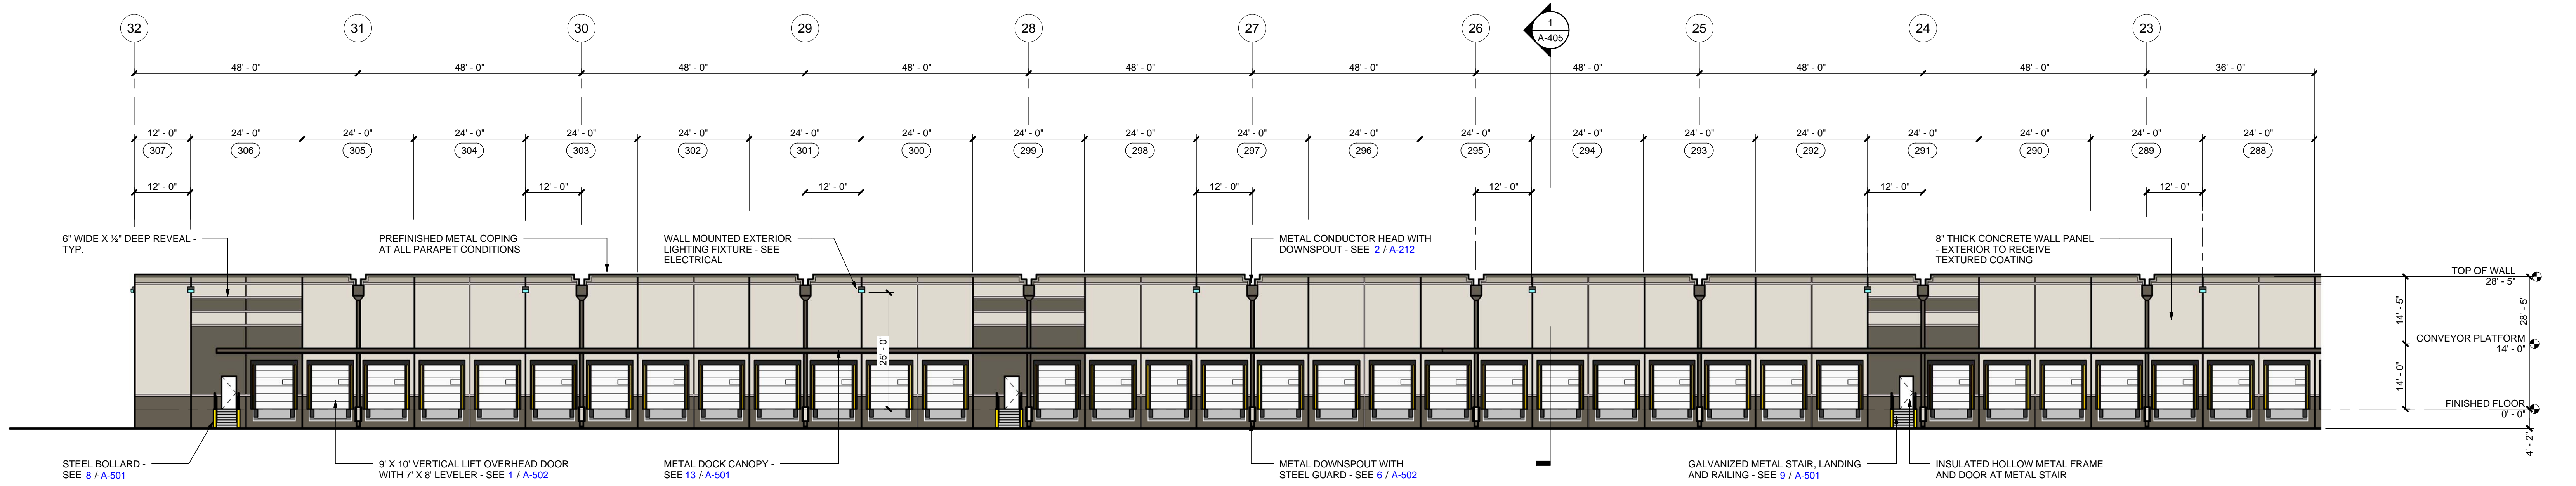 32 31 30 29 28 27 26 25 24 23
1
A-405
48' - 0" 48' - 0" 48' - 0" 48' - 0" 48' - 0" 48' - 0" 48' - 0" 48' - 0" 48' - 0" 36' - 0"
12' - 0" 24' - 0" 24' - 0" 24' - 0" 24' - 0" 24' - 0" 24' - 0" 24' - 0" 24' - 0" 24' - 0" 24' - 0" 24' - 0" 24' - 0" 24' - 0" 24' - 0" 24' - 0" 24' - 0" 24' - 0" 24' - 0" 24' - 0"
307 306 305 304 303 302 301 300 299 298 297 296 295 294 293 292 291 290 289 288
12' - 0" 12' - 0" 12' - 0" 12' - 0" 12' - 0" 12' - 0" 12' - 0"
6" WIDE X ½" DEEP REVEAL -
TYP.
PREFINISHED METAL COPING
AT ALL PARAPET CONDITIONS
WALL MOUNTED EXTERIOR
LIGHTING FIXTURE - SEE
ELECTRICAL
METAL CONDUCTOR HEAD WITH
DOWNSPOUT - SEE 2 / A-212
8" THICK CONCRETE WALL PANEL
- EXTERIOR TO RECEIVE
TEXTURED COATING
TOP OF WALL
28' - 5"
14' - 5"
28' - 5"
25' - 0"
CONVEYOR PLATFORM
14' - 0"
14' - 0"
FINISHED FLOOR
0' - 0"
4' - 2"
STEEL BOLLARD -
SEE 8 / A-501
9' X 10' VERTICAL LIFT OVERHEAD DOOR
WITH 7' X 8' LEVELER - SEE 1 / A-502
METAL DOCK CANOPY -
SEE 13 / A-501
METAL DOWNSPOUT WITH
STEEL GUARD - SEE 6 / A-502
GALVANIZED METAL STAIR, LANDING
AND RAILING - SEE 9 / A-501
INSULATED HOLLOW METAL FRAME
AND DOOR AT METAL STAIR